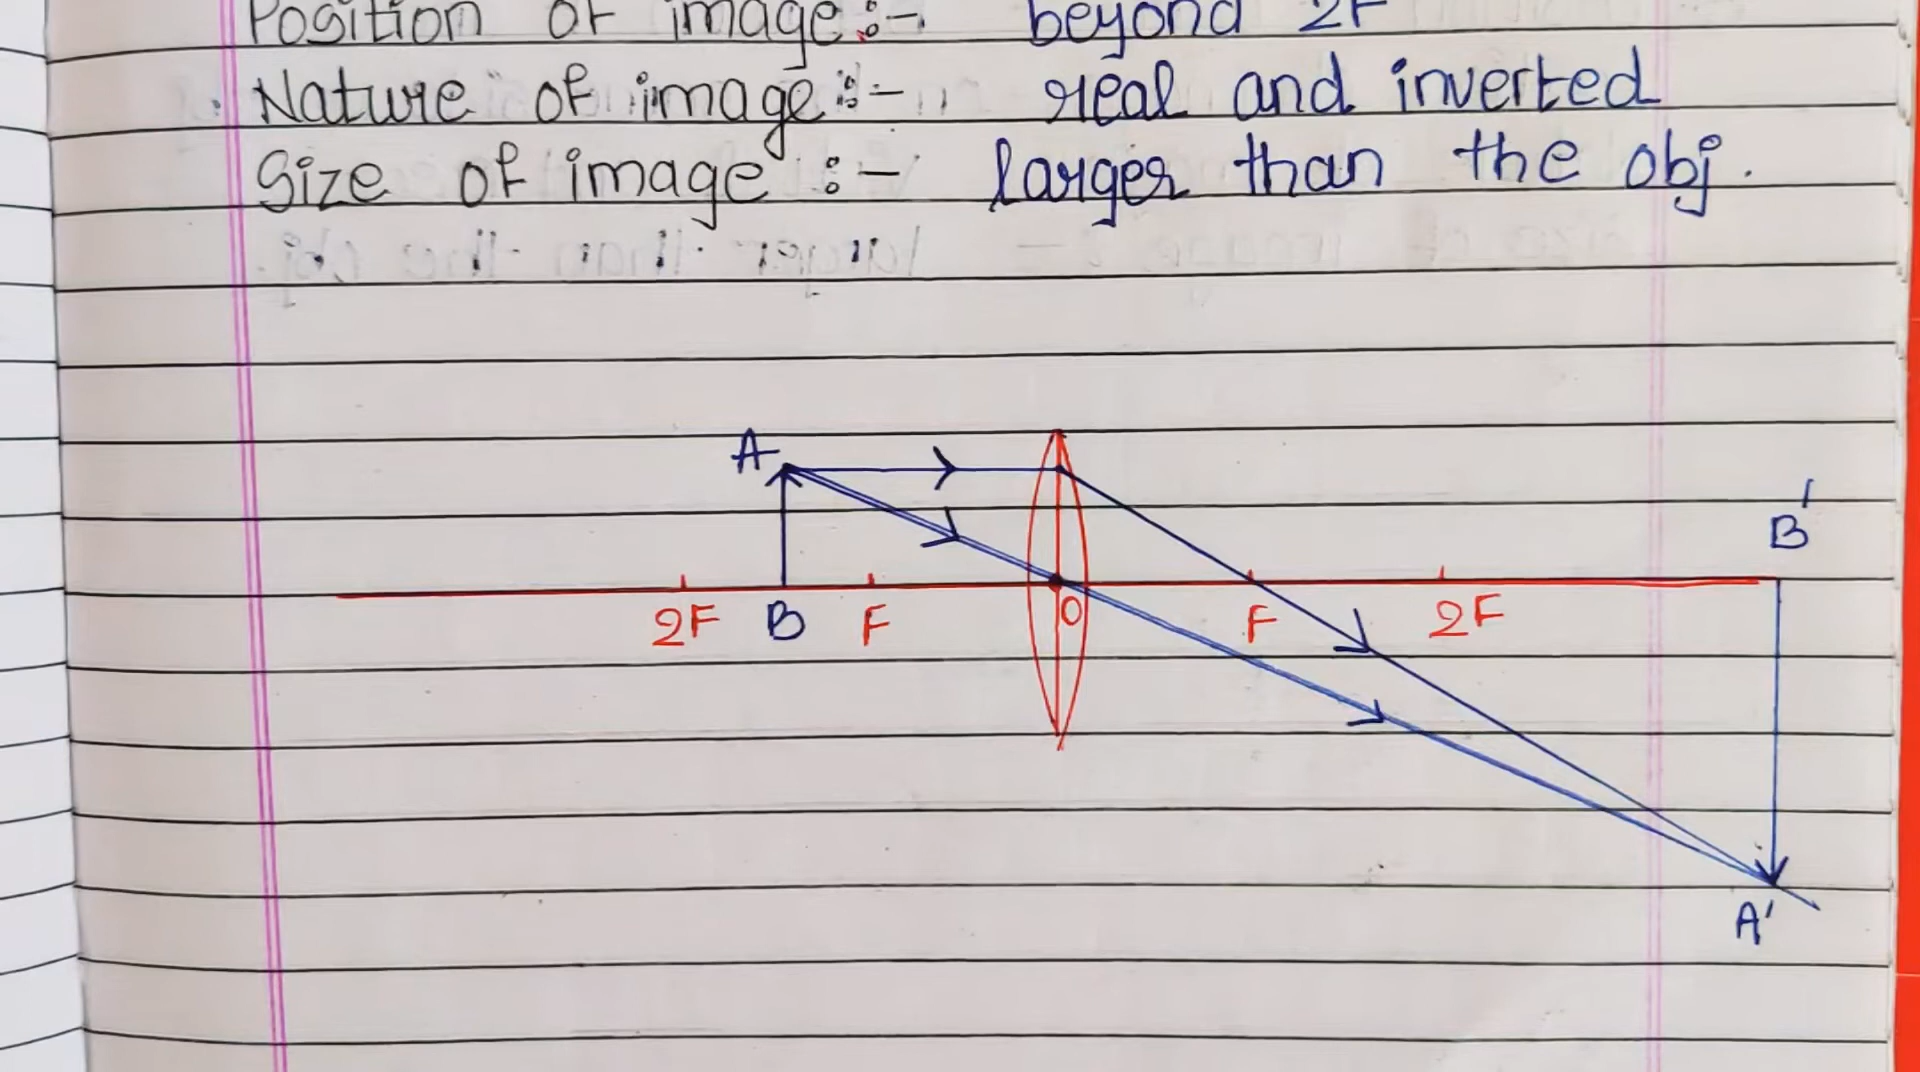 Position of image:- beyond 2F
Nature of image:- real and inverted
Size of image :- larger than the obj.
A
B'
2F B F O F 2F
A'